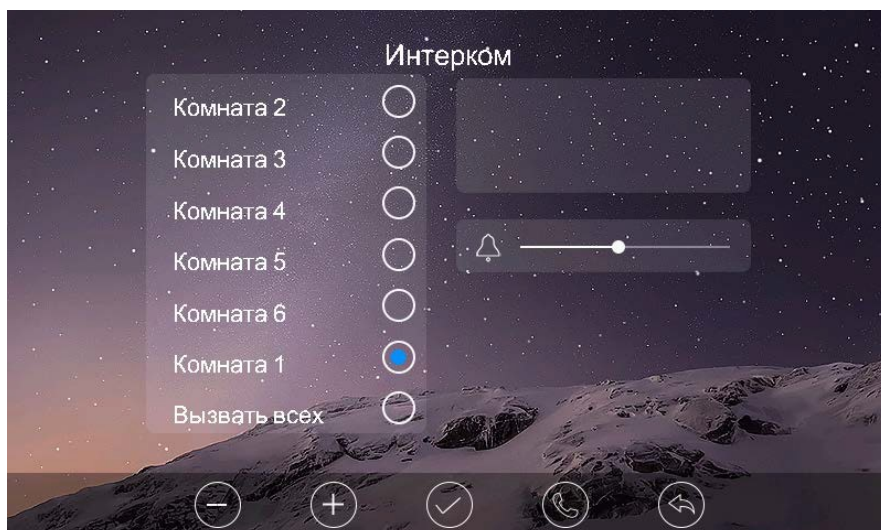 Интерком
Комната 2
Комната 3
Комната 4
Комната 5
Комната 6
Комната 1
Вызвать всех